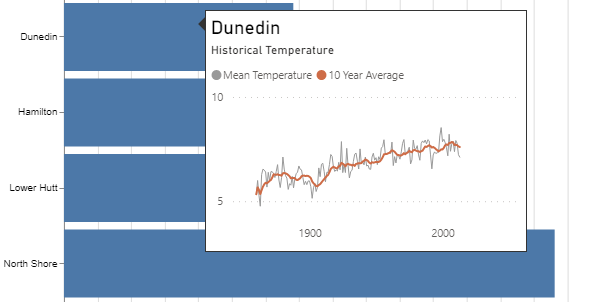 Dunedin
Hamilton
Lower Hutt
North Shore
Dunedin
Historical Temperature
Mean Temperature 10 Year Average
10
5
1900 2000